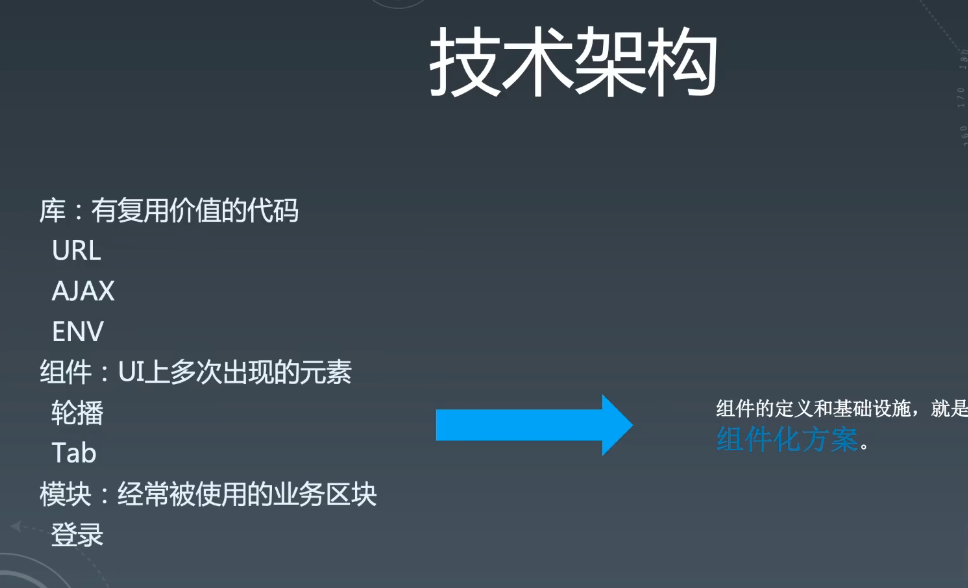 技术架构
库：有复用价值的代码
URL
AJAX
ENV
组件：UI上多次出现的元素
轮播
Tab
模块：经常被使用的业务区块
登录
组件的定义和基础设施，就是
组件化方案。
160 170 180